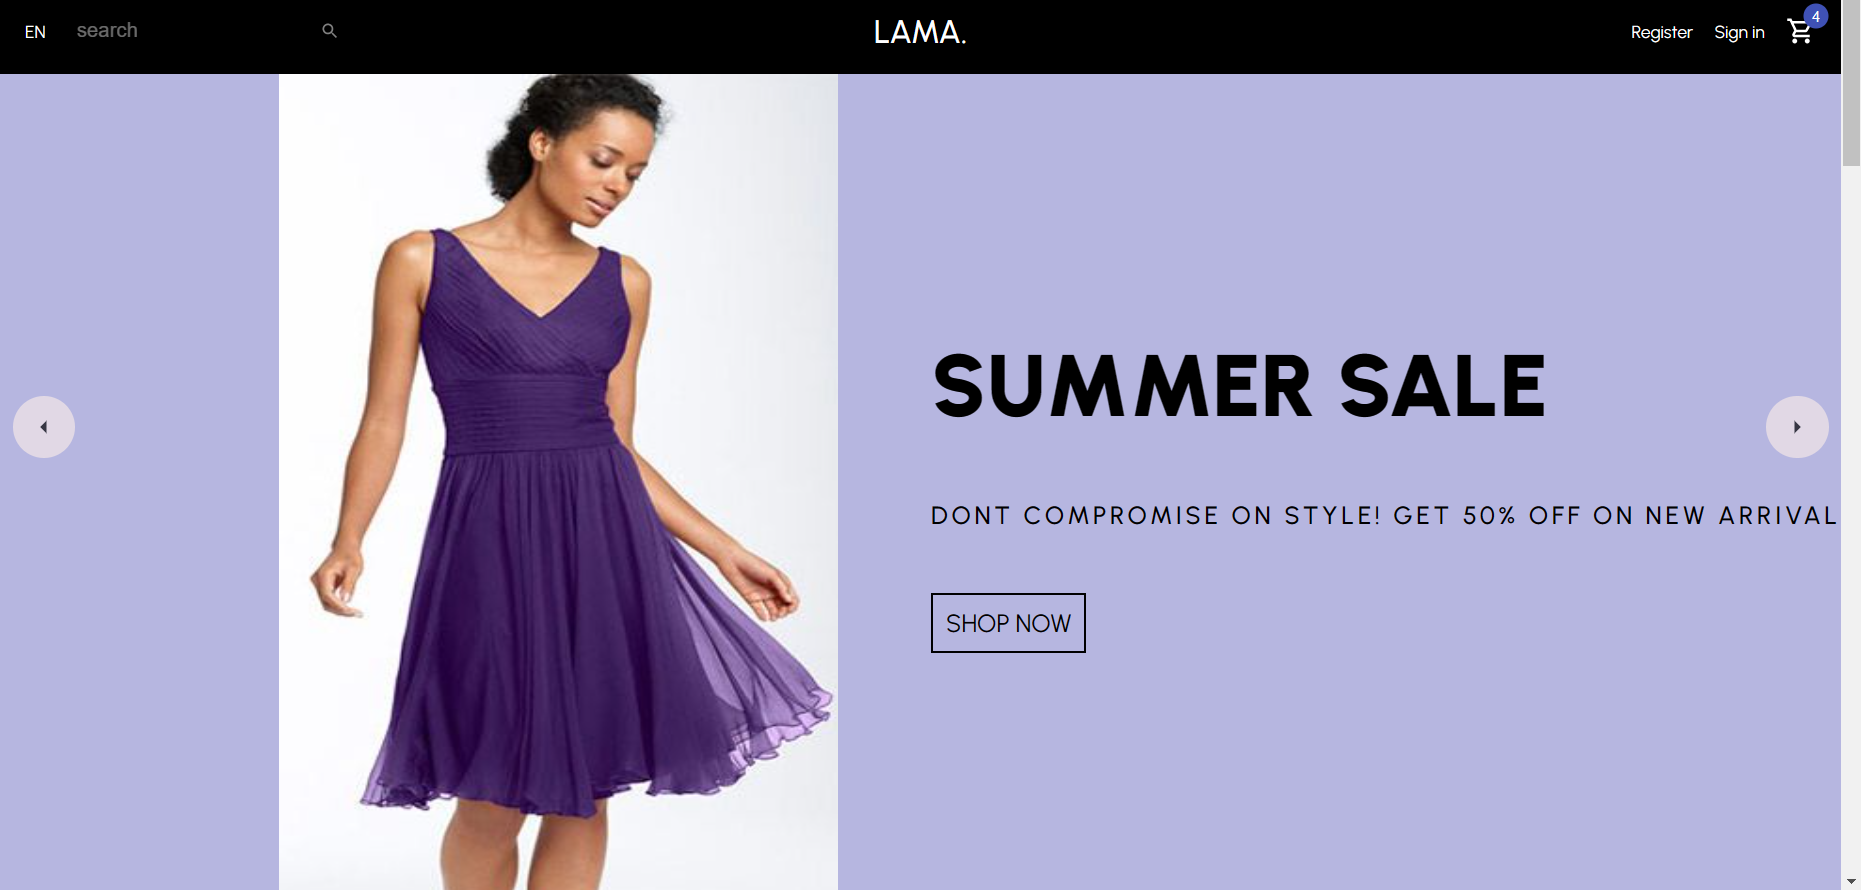 EN search LAMA. Register Sign in 4
SUMMER SALE
DONT COMPROMISE ON STYLE! GET 50% OFF ON NEW ARRIVAL
SHOP NOW